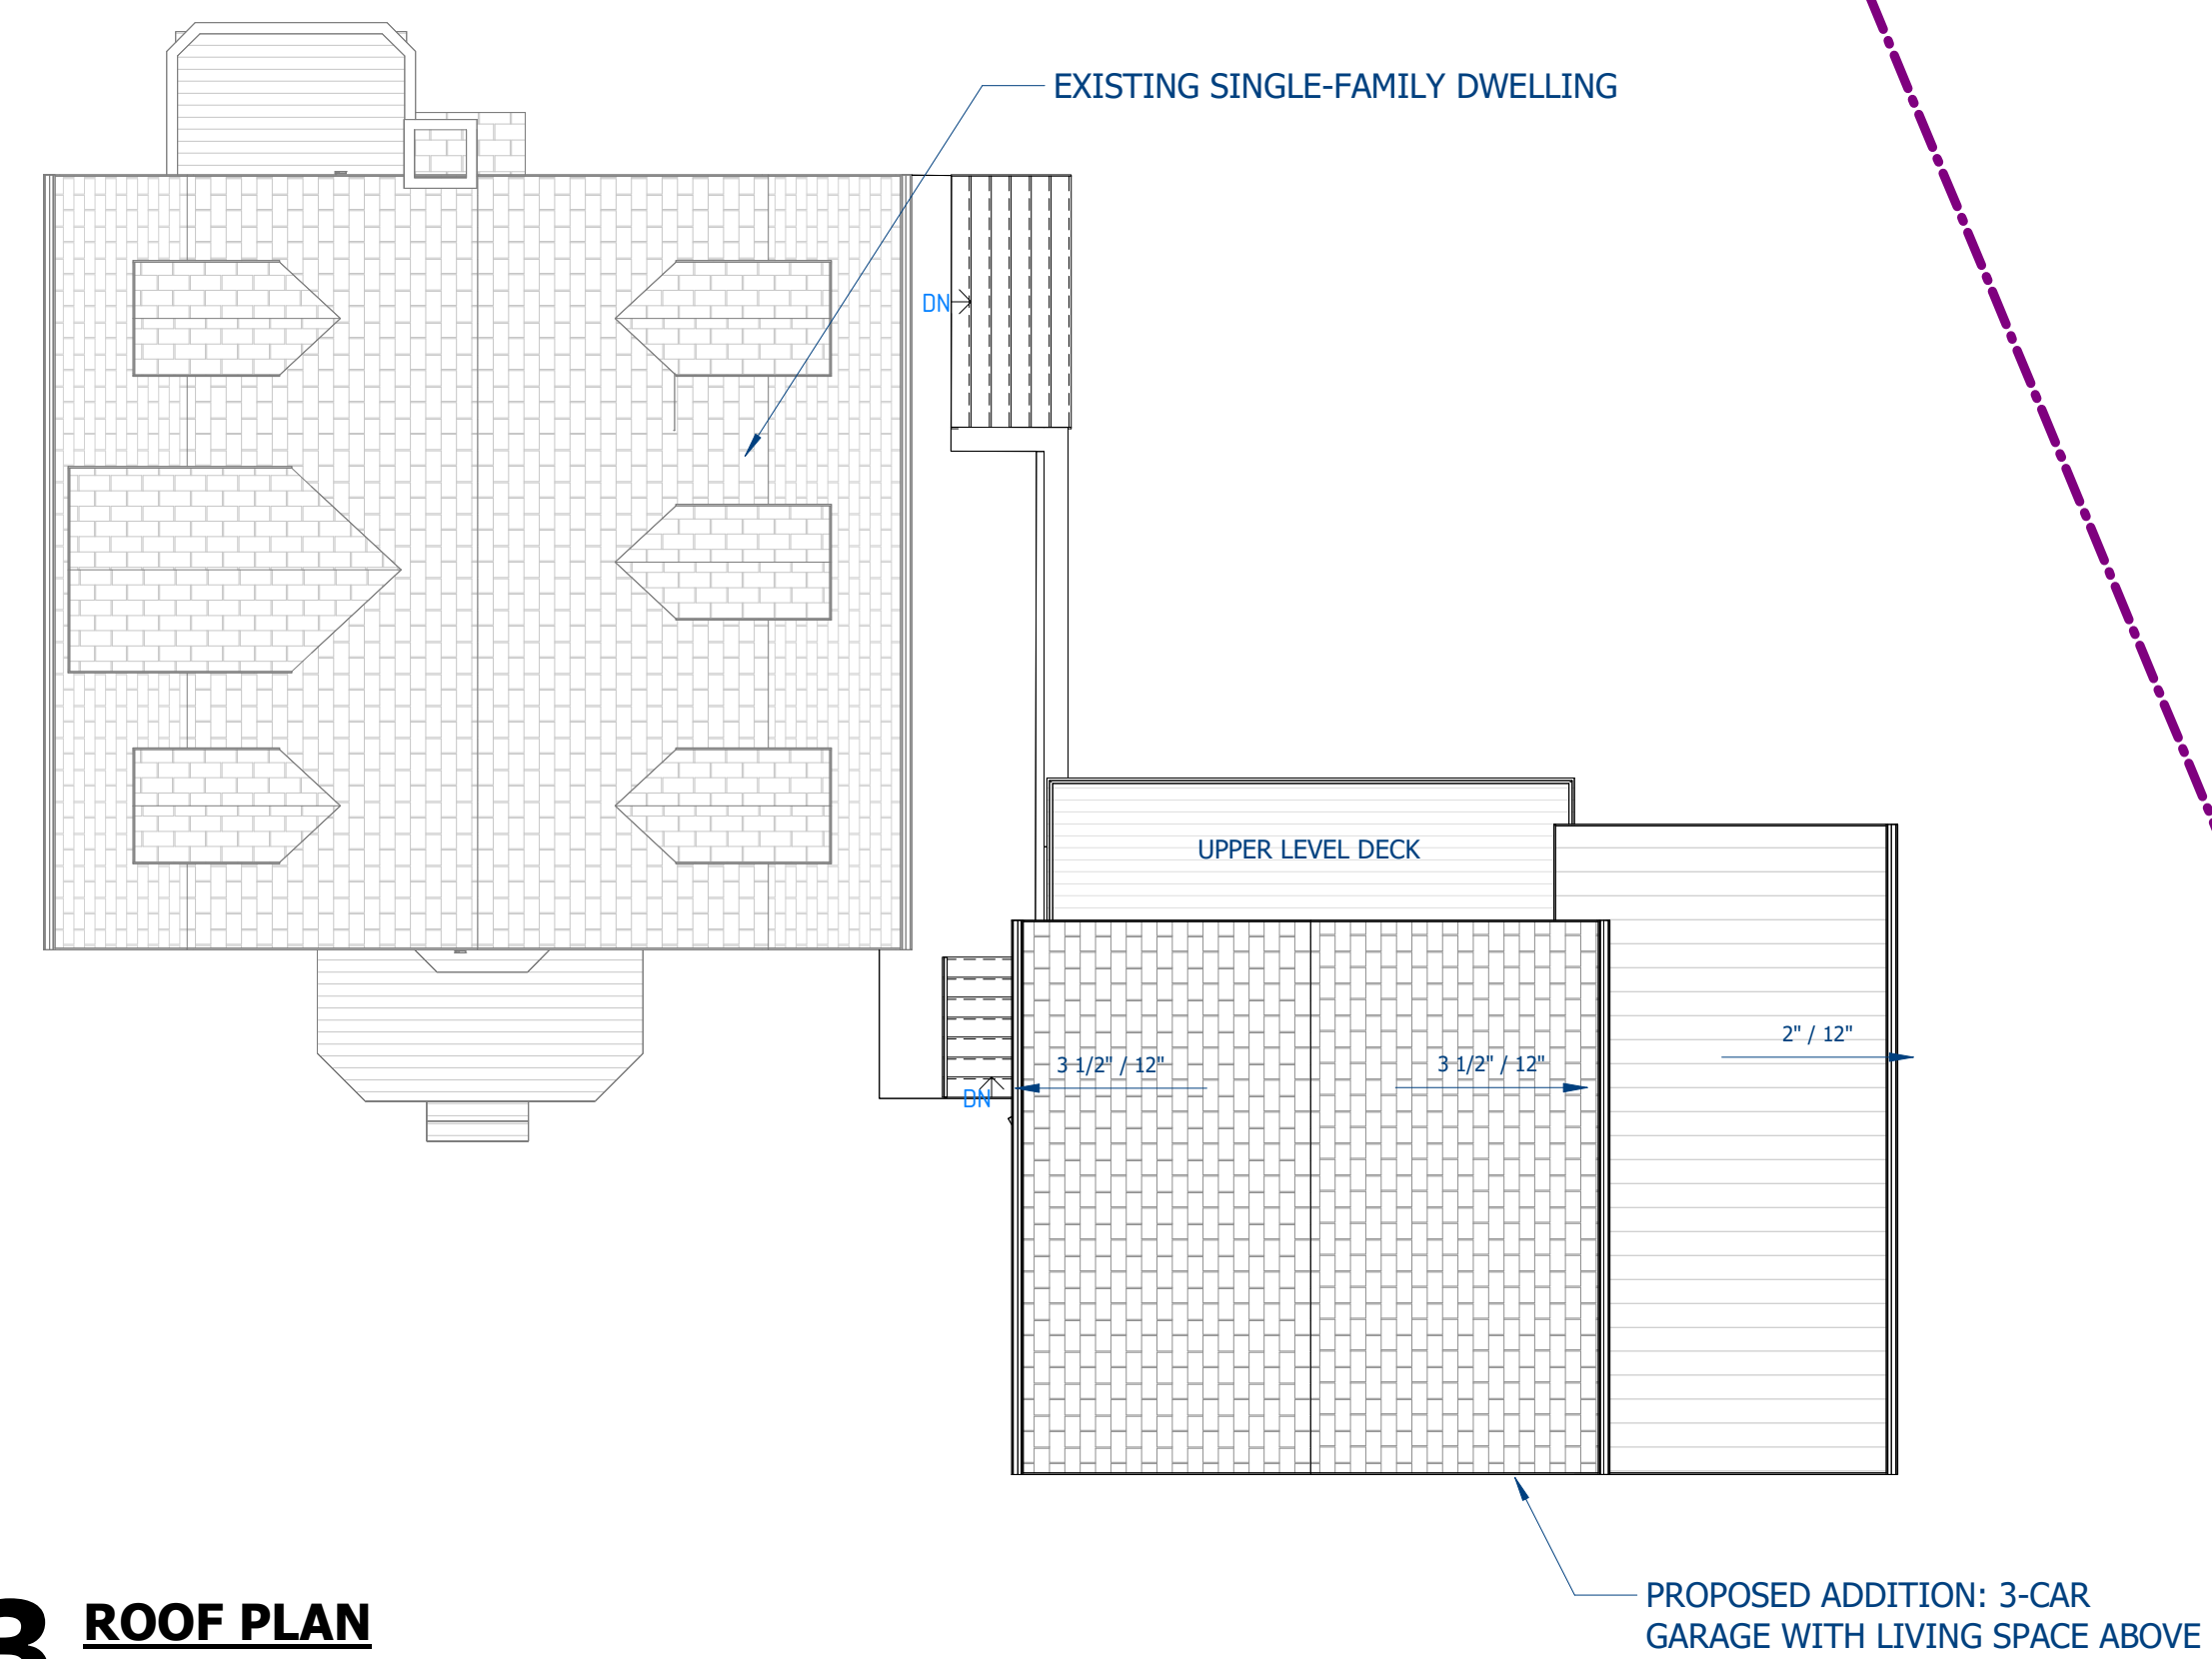 EXISTING SINGLE-FAMILY DWELLING
DN
UPPER LEVEL DECK
2" / 12"
3 1/2" / 12"
3 1/2" / 12"
DN
PROPOSED ADDITION: 3-CAR
GARAGE WITH LIVING SPACE ABOVE
3
ROOF PLAN